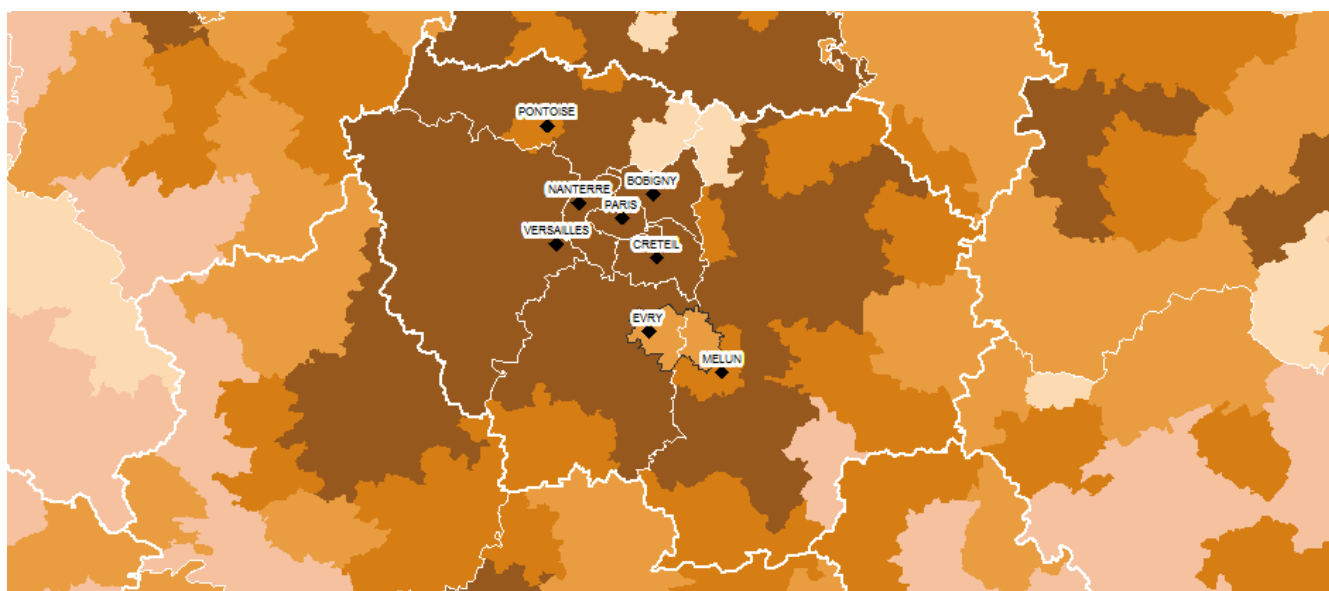 PONTOISE
BOBIGNY
NANTERRE
PARIS
VERSAILLES
CRETEIL
EVRY
MELUN